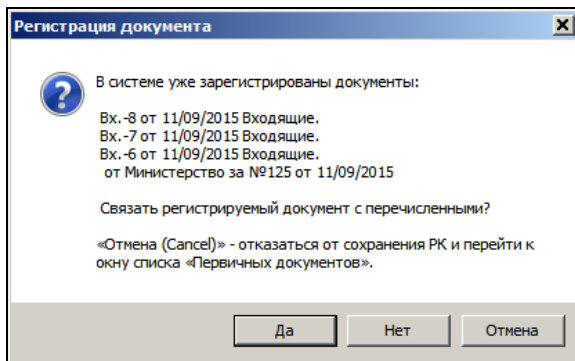 Регистрация документа
В системе уже зарегистрированы документы:
Вх.-8 от 11/09/2015 Входящие.
Вх.-7 от 11/09/2015 Входящие.
Вх.-6 от 11/09/2015 Входящие.
от Министерство за №125 от 11/09/2015
Связать регистрируемый документ с перечисленными?
«Отмена (Cancel)» - отказаться от сохранения РК и перейти к
окну списка «Первичных документов».
Да Нет Отмена